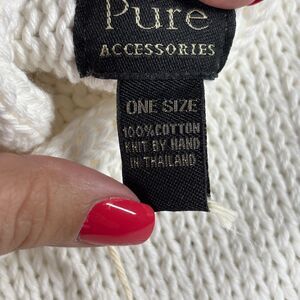 Pure
ACCESSORIES
ONE SIZE
100%COTTON
KNIT BY HAND
IN THAILAND